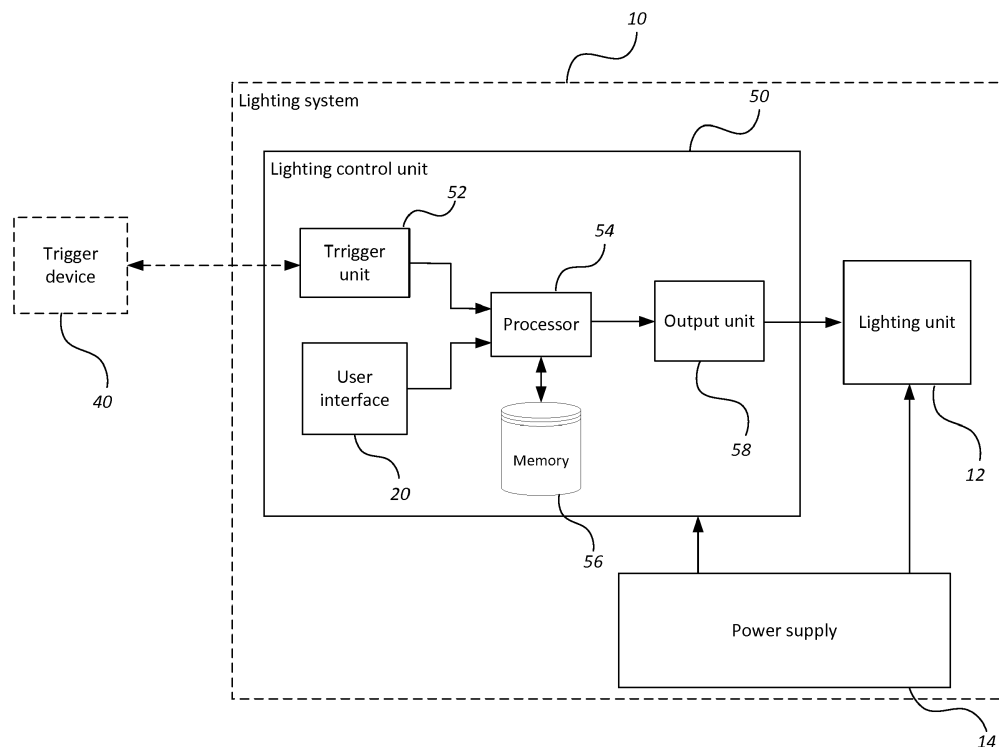 10
Lighting system
50
Lighting control unit
52
Trrigger
unit
54
Trigger
device
Processor
Output unit
Lighting unit
User
interface
40
Memory
58
12
20
56
Power supply
14